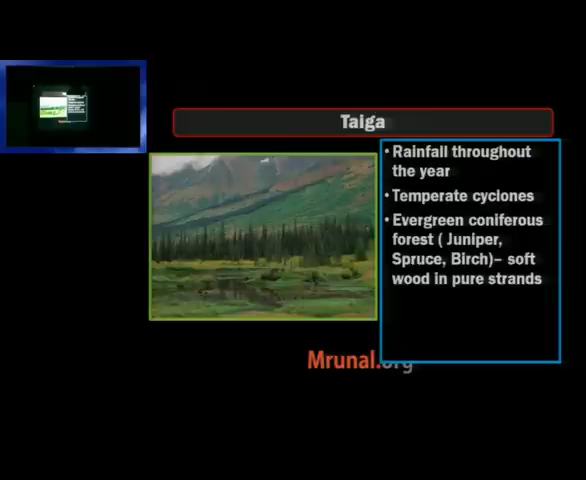 Taiga
• Rainfall throughout
the year
• Temperate cyclones
• Evergreen coniferous
forest ( Juniper,
Spruce, Birch)– soft
wood in pure strands
Mrunal.org